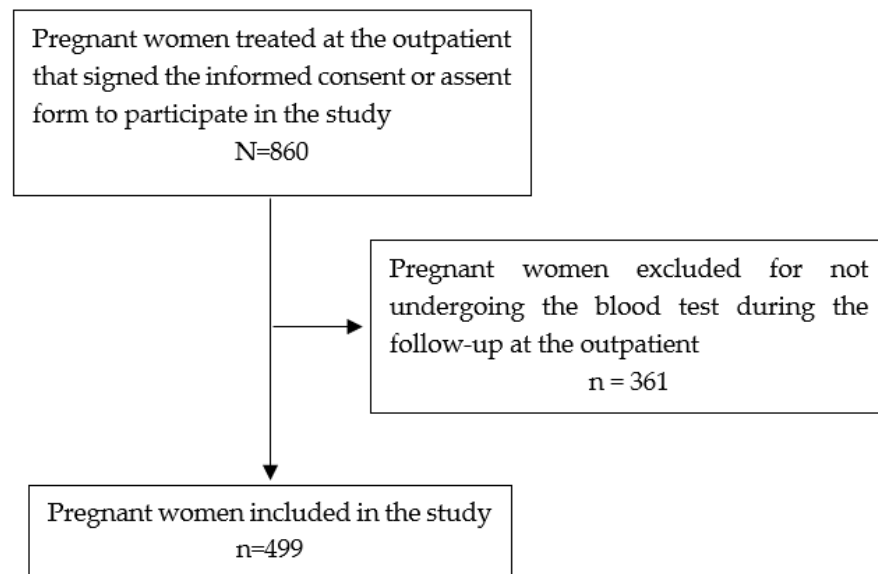 Pregnant women treated at the outpatient
that signed the informed consent or assent
form to participate in the study
N=860
Pregnant women excluded for not
undergoing the blood test during the
follow-up at the outpatient
n = 361
Pregnant women included in the study
n=499